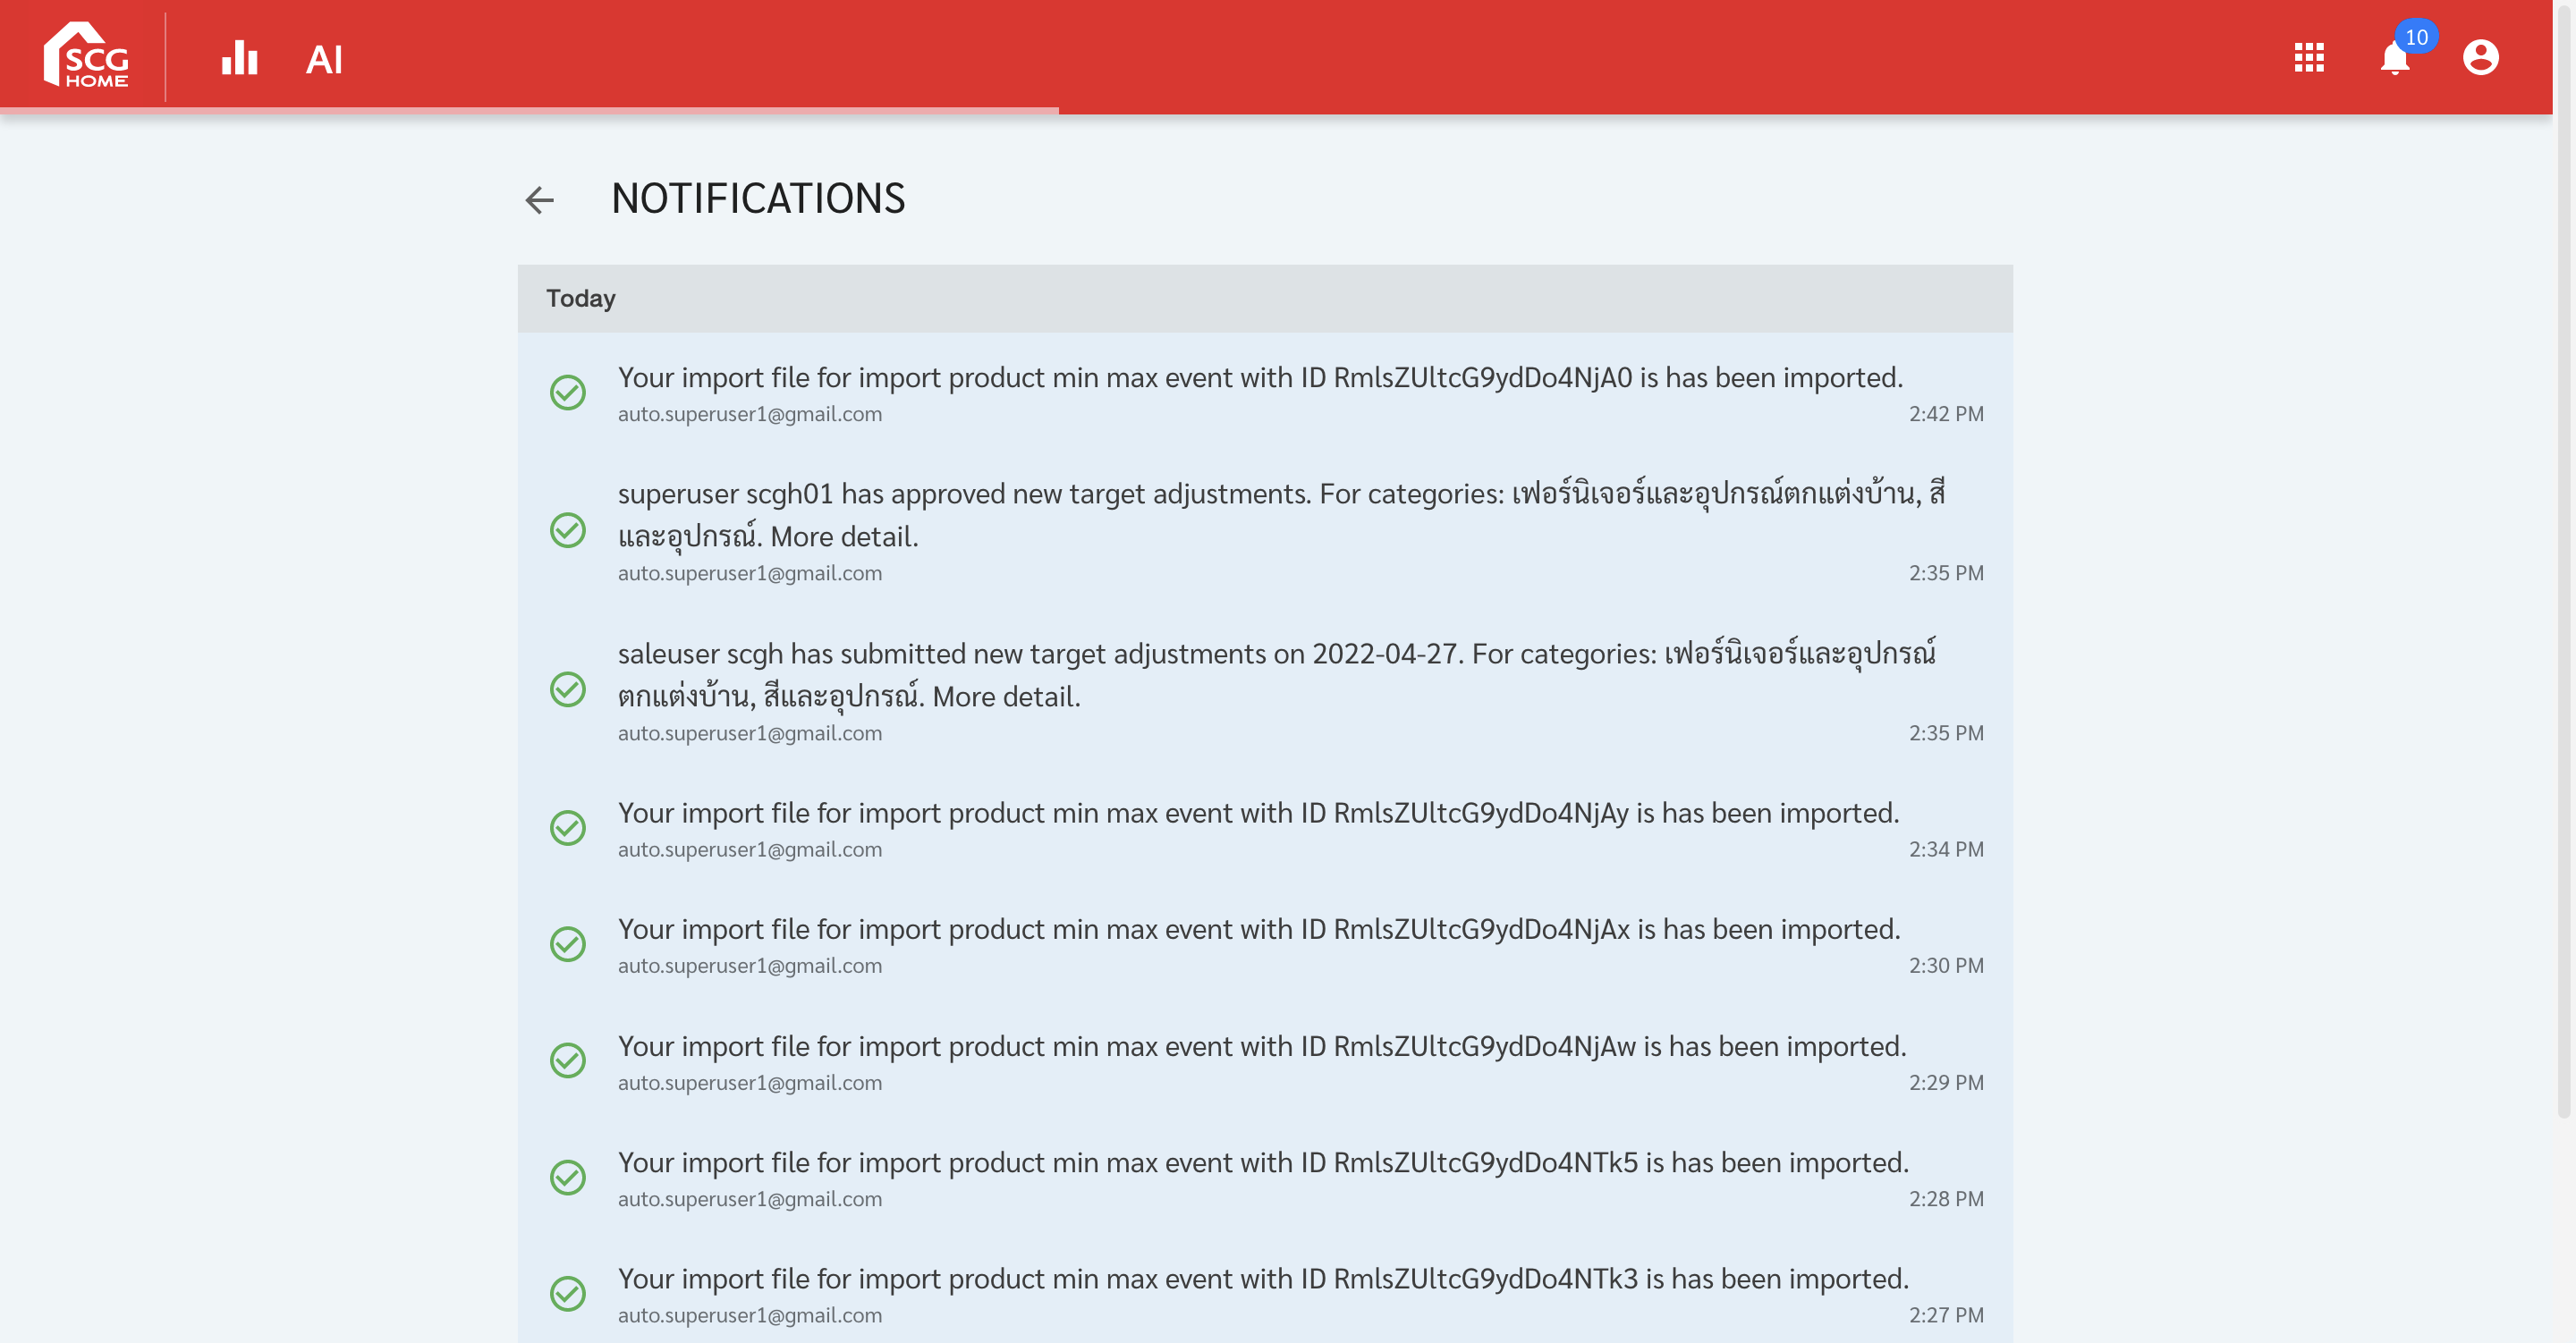 SCG
HOME
AI
10
NOTIFICATIONS
Today
Your import file for import product min max event with ID RmlsZUltcG9ydDo4NjA0 is has been imported.
auto.superuser1@gmail.com 2:42 PM
superuser scgh01 has approved new target adjustments. For categories: เฟอร์นิเจอร์และอุปกรณ์ตกแต่งบ้าน, สี
และอุปกรณ์. More detail.
auto.superuser1@gmail.com 2:35 PM
saleuser scgh has submitted new target adjustments on 2022-04-27. For categories: เฟอร์นิเจอร์และอุปกรณ์
ตกแต่งบ้าน, สีและอุปกรณ์. More detail.
auto.superuser1@gmail.com 2:35 PM
Your import file for import product min max event with ID RmlsZUltcG9ydDo4NjAy is has been imported.
auto.superuser1@gmail.com 2:34 PM
Your import file for import product min max event with ID RmlsZUltcG9ydDo4NjAx is has been imported.
auto.superuser1@gmail.com 2:30 PM
Your import file for import product min max event with ID RmlsZUltcG9ydDo4NjAw is has been imported.
auto.superuser1@gmail.com 2:29 PM
Your import file for import product min max event with ID RmlsZUltcG9ydDo4NTk5 is has been imported.
auto.superuser1@gmail.com 2:28 PM
Your import file for import product min max event with ID RmlsZUltcG9ydDo4NTk3 is has been imported.
auto.superuser1@gmail.com 2:27 PM